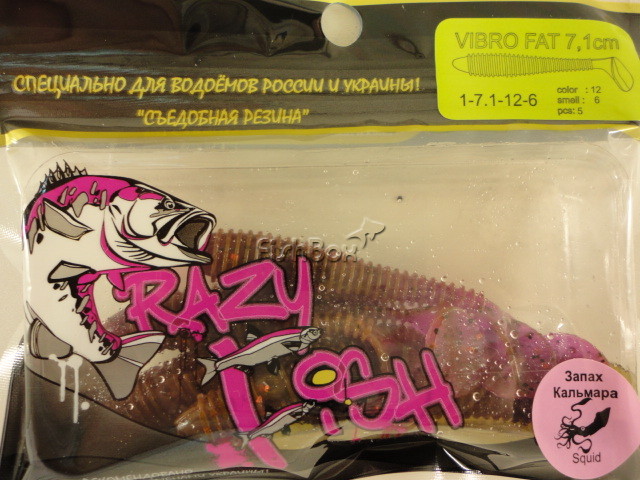 VIBRO FAT 7,1cm
1-7.1-12-6
color : 12
smell : 6
pcs: 5
СПЕЦИАЛЬНО ДЛЯ ВОДОЁМОВ РОССИИ И УКРАИНЫ!
"СЪЕДОБНАЯ РЕЗИНА"
FishBox
CRAZY
FISH
Запах
Кальмара
Squid